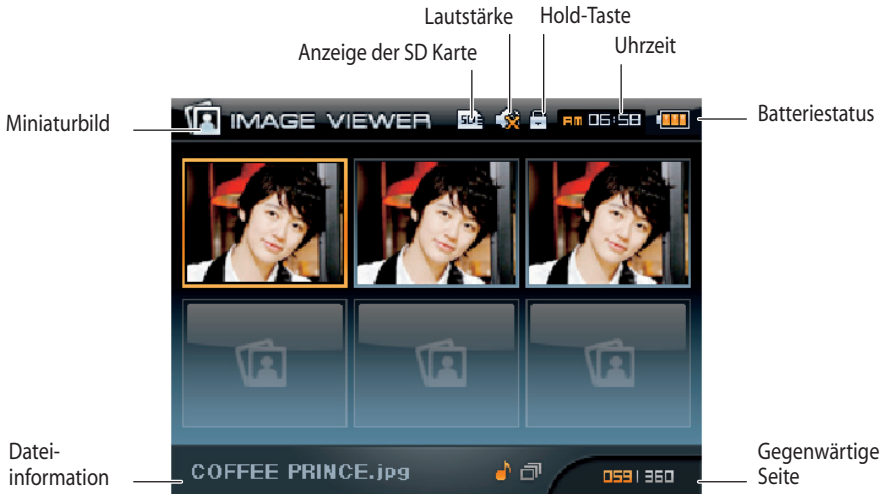 Lautstärke
Hold-Taste
Anzeige der SD Karte
Uhrzeit
Miniaturbild
IMAGE VIEWER
AM 05:58
Batteriestatus
Datei-
information
COFFEE PRINCE.jpg
059 | 360
Gegenwärtige
Seite